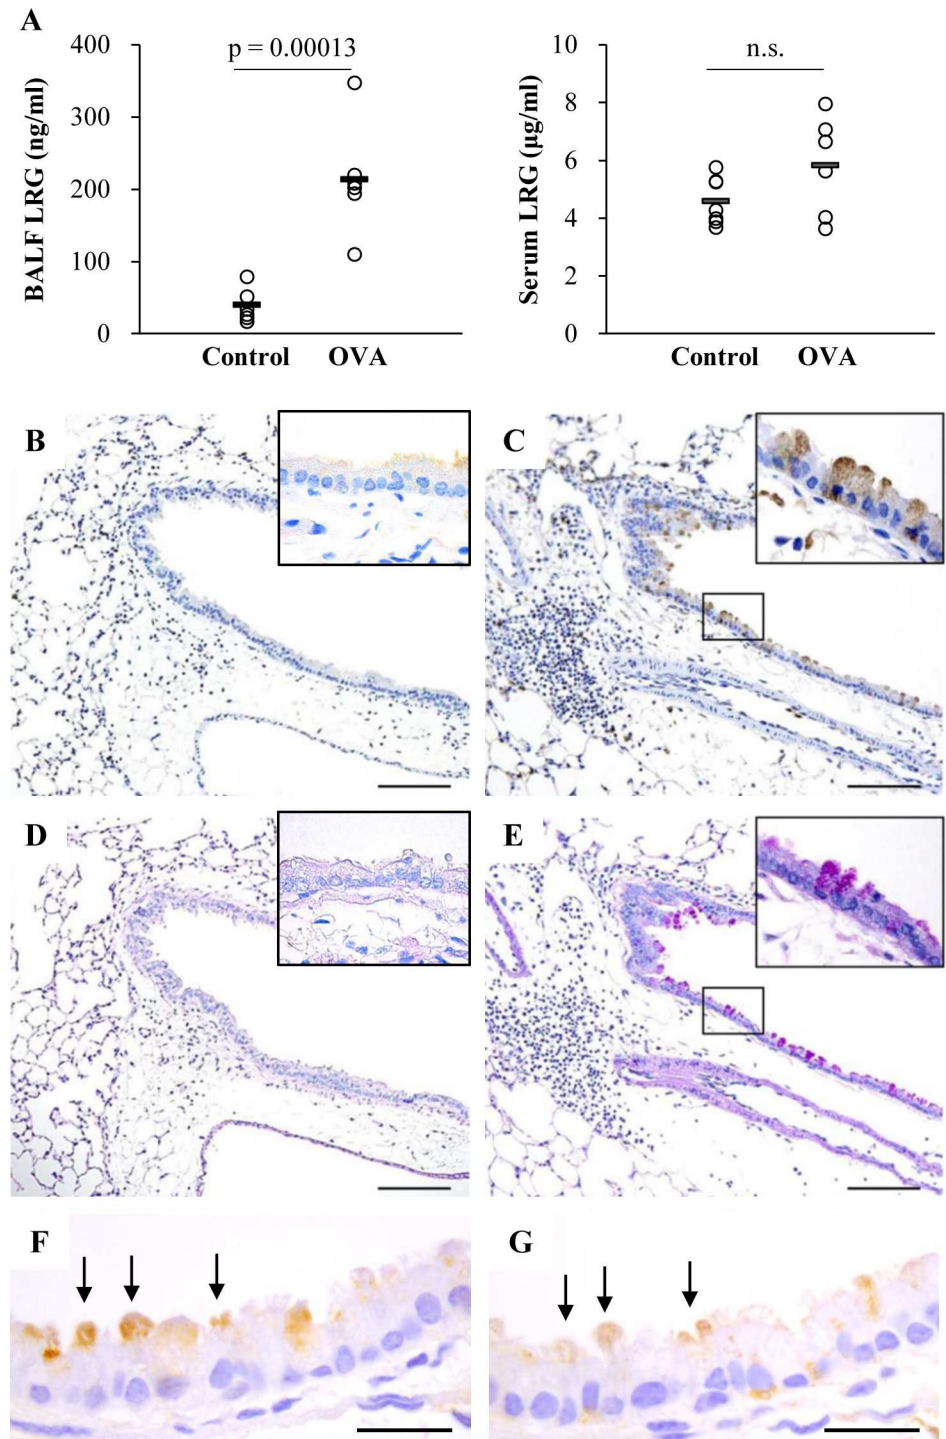 A
p = 0.00013
400
300
200
100
0
BALF LRG (ng/ml)
Control OVA
n.s.
10
8
6
4
2
0
Serum LRG (µg/ml)
Control OVA
B
C
D
E
F
G